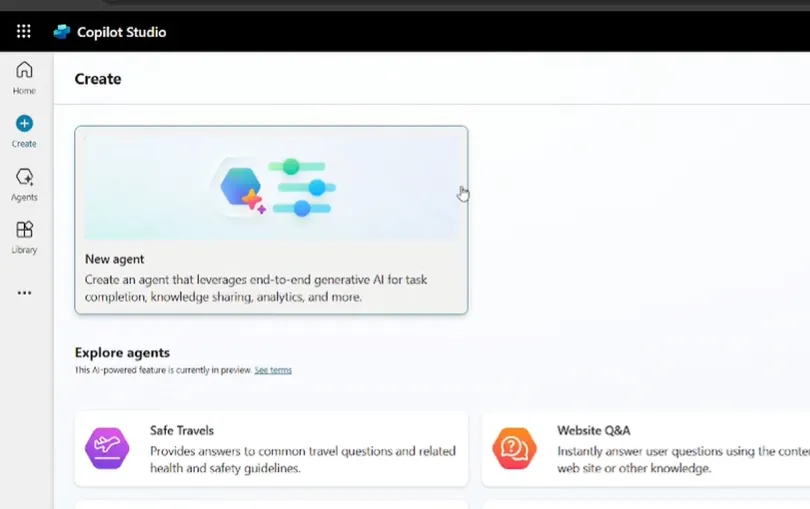 Copilot Studio
Home
Create
Agents
Library
Create
New agent
Create an agent that leverages end-to-end generative AI for task
completion, knowledge sharing, analytics, and more.
Explore agents
This AI-powered feature is currently in preview. See terms
Safe Travels
Provides answers to common travel questions and related
health and safety guidelines.
Website Q&A
Instantly answer user questions using the
web site or other knowledge.